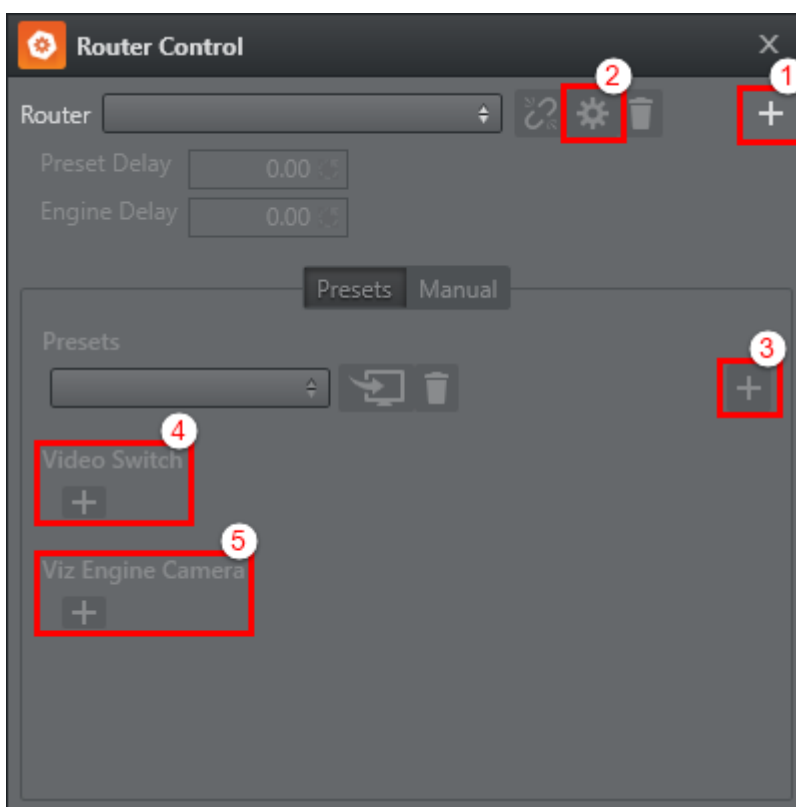 Router Control
2
1
Router
Preset Delay 0.00
Engine Delay 0.00
Presets Manual
Presets
3
4
Video Switch
5
Viz Engine Camera